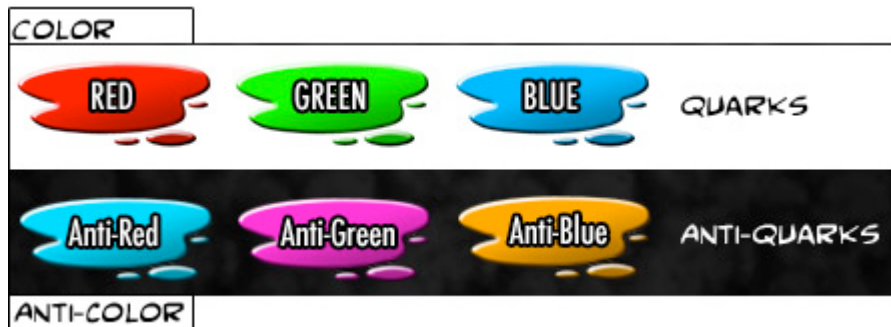 COLOR
RED GREEN BLUE QUARKS
Anti-Red Anti-Green Anti-Blue ANTI-QUARKS
ANTI-COLOR